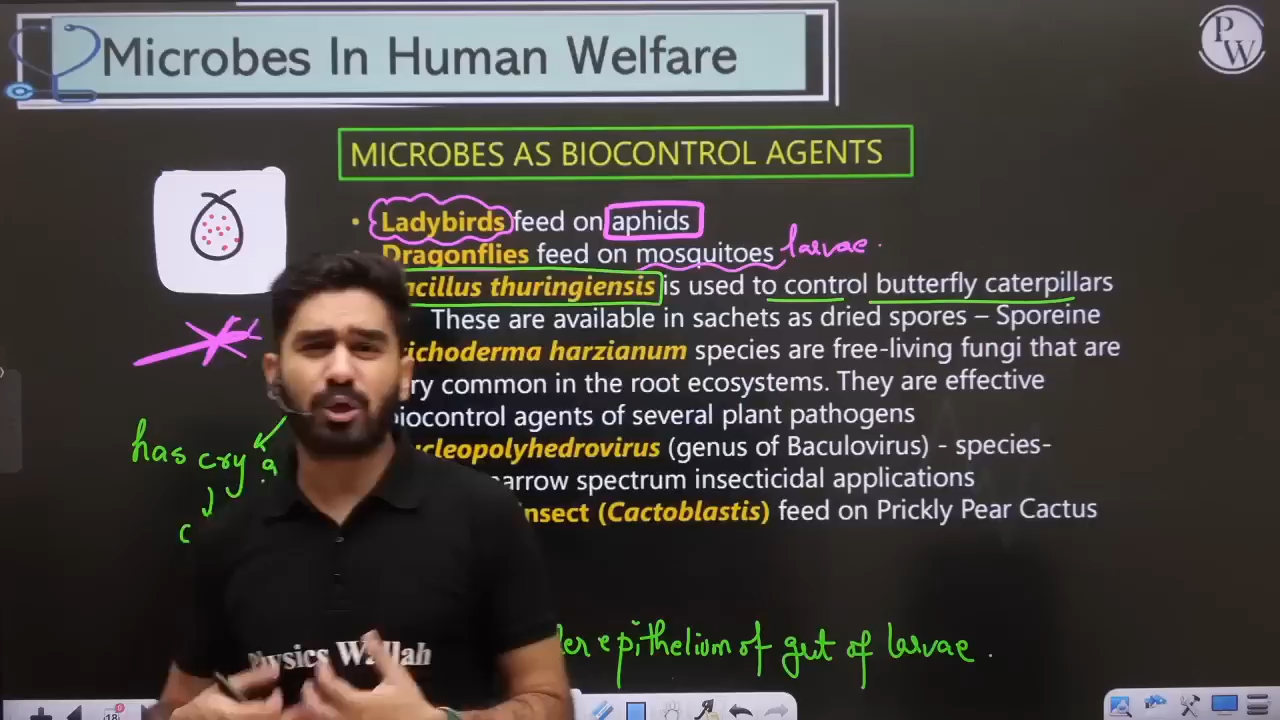 Microbes In Human Welfare
PW
MICROBES AS BIOCONTROL AGENTS
• Ladybirds feed on aphids
Dragonflies feed on mosquitoes larvae.
acillus thuringiensis is used to control butterfly caterpillars
These are available in sachets as dried spores – Sporeine
ichoderma harzianum species are free-living fungi that are
ry common in the root ecosystems. They are effective
biocontrol agents of several plant pathogens
ucleopolyhedrovirus (genus of Baculovirus) - species-
arrow spectrum insecticidal applications
insect (Cactoblastis) feed on Prickly Pear Cactus
has cry
epithelium of gut of larvae.
Physics Wallah
18